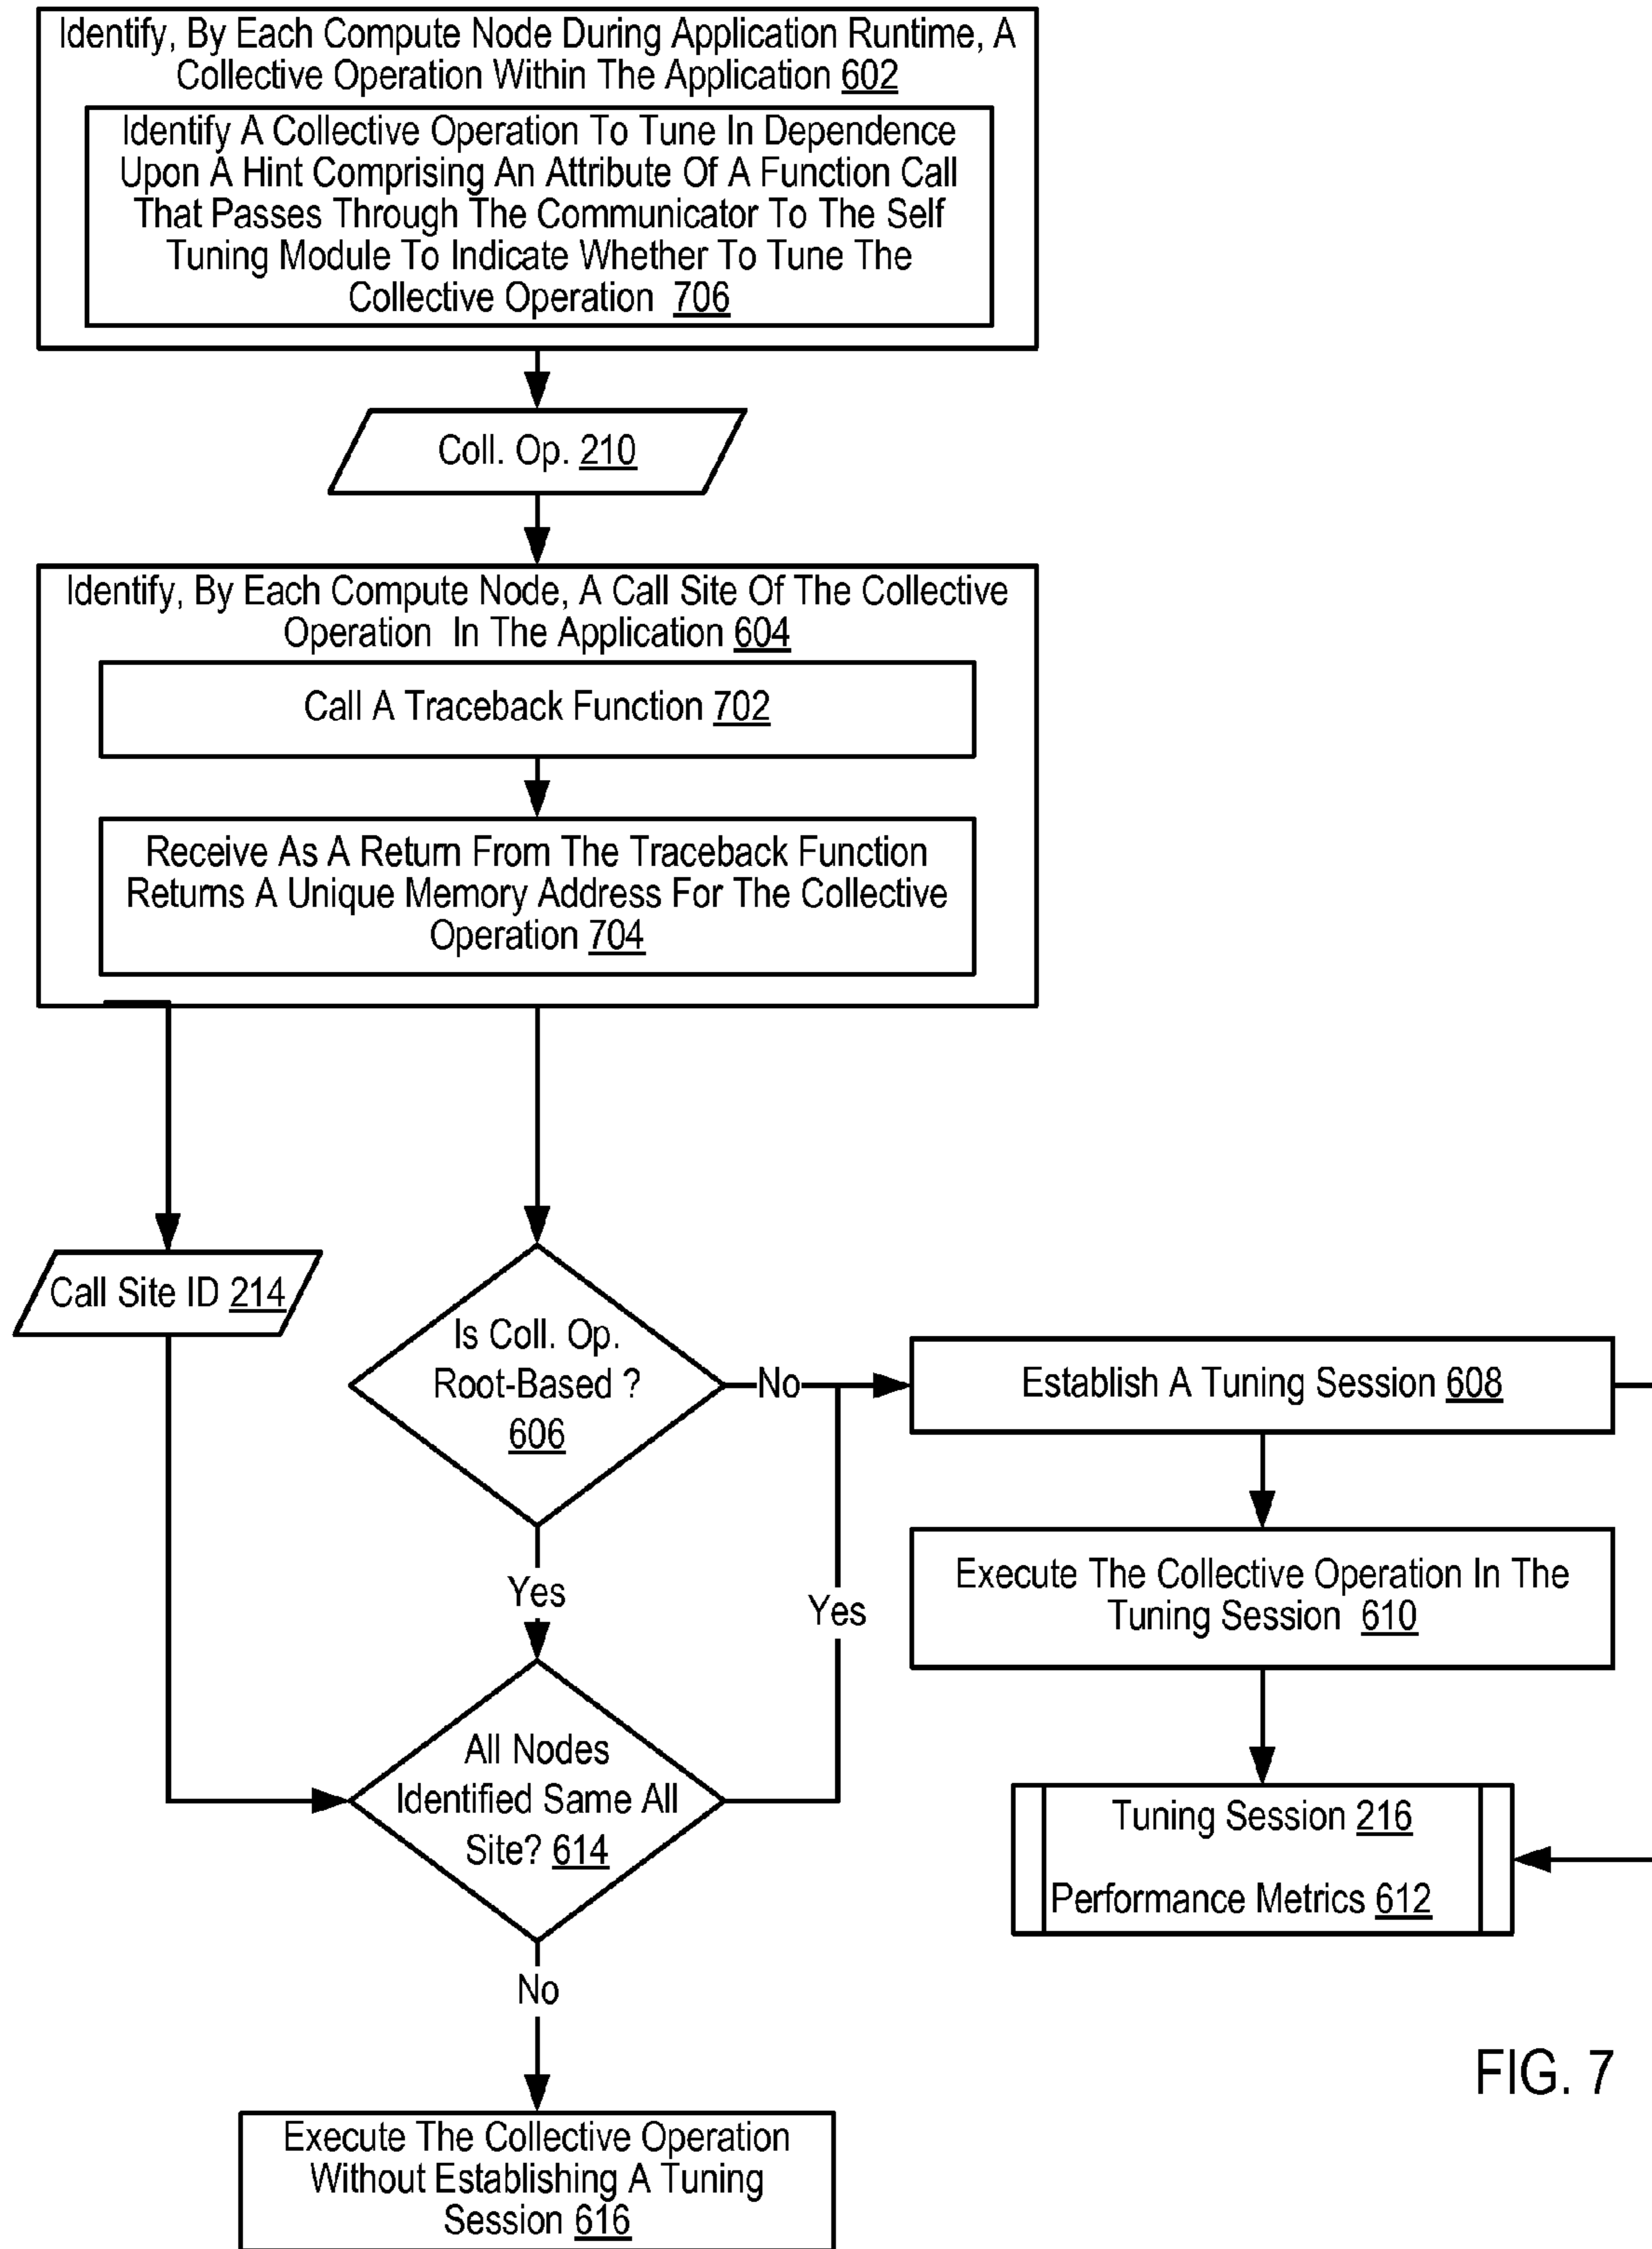 Identify, By Each Compute Node During Application Runtime, A
Collective Operation Within The Application 602
Identify A Collective Operation To Tune In Dependence
Upon A Hint Comprising An Attribute Of A Function Call
That Passes Through The Communicator To The Self
Tuning Module To Indicate Whether To Tune The
Collective Operation 706
Coll. Op. 210
Identify, By Each Compute Node, A Call Site Of The Collective
Operation In The Application 604
Call A Traceback Function 702
Receive As A Return From The Traceback Function
Returns A Unique Memory Address For The Collective
Operation 704
Call Site ID 214
Is Coll. Op.
Root-Based ?
606
No
Establish A Tuning Session 608
Yes
Yes
Execute The Collective Operation In The
Tuning Session 610
All Nodes
Identified Same All
Site? 614
Tuning Session 216
Performance Metrics 612
No
Execute The Collective Operation
Without Establishing A Tuning
Session 616
FIG. 7